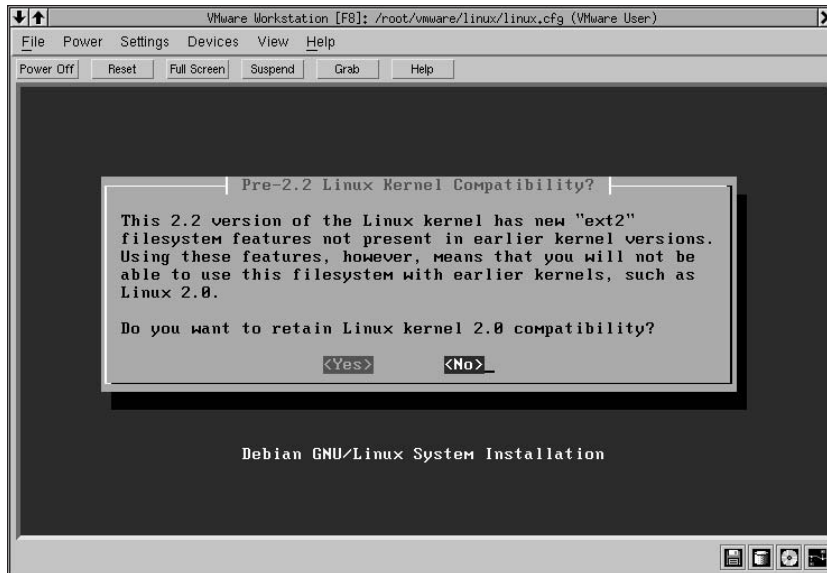 VMware Workstation [F8]: /root/vmware/linux/linux.cfg (VMware User)
File Power Settings Devices View Help
Power Off Reset Full Screen Suspend Grab Help
Pre-2.2 Linux Kernel Compatibility?
This 2.2 version of the Linux kernel has new "ext2"
filesystem features not present in earlier kernel versions.
Using these features, however, means that you will not be
able to use this filesystem with earlier kernels, such as
Linux 2.0.
Do you want to retain Linux kernel 2.0 compatibility?
<Yes> <No>_
Debian GNU/Linux System Installation